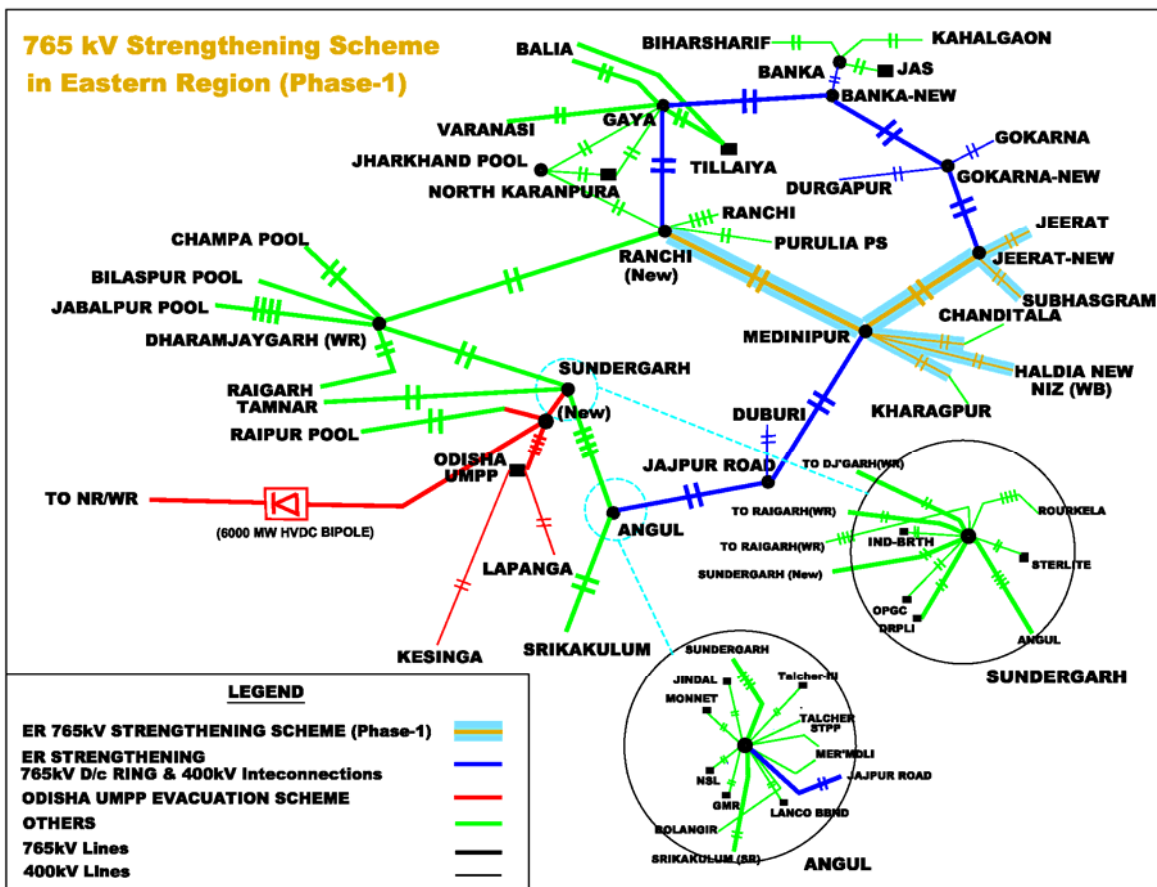 765 kV Strengthening Scheme
in Eastern Region (Phase-1)
BALIA
BIHARSHARIF
KAHALGAON
BANKA
JAS
BANKA-NEW
VARANASI
GAYA
TILLAIYA
JHARKHAND POOL
NORTH KARANPURA
GOKARNA
DURGAPUR
GOKARNA-NEW
RANCHI
PURULIA PS
JEERAT
JEERAT-NEW
RANCHI
(New)
CHAMPA POOL
BILASPUR POOL
JABALPUR POOL
DHARAMJAYGARH (WR)
SUBHASGRAM
CHANDITALA
MEDINIPUR
HALDIA NEW
NIZ (WB)
KHARAGPUR
RAIGARH
TAMNAR
RAIPUR POOL
SUNDERGARH
(New)
DUBURI
ODISHA
UMPP
JAJPUR ROAD
TO NR/WR
(6000 MW HVDC BIPOLE)
ANGUL
LAPANGA
KESINGA
SRIKAKULUM
TO DJ'GARH(WR)
TO RAIGARH(WR)
ROURKELA
IND-BRTH
TO RAIGARH(WR)
STERLITE
SUNDERGARH (New)
OPGC
DRPLI
ANGUL
SUNDERGARH
SUNDERGARH
JINDAL
Talcher-II
MONNET
TALCHER
STPP
MER'MDLI
JAJPUR ROAD
NSL
GMR
LANCO BBND
BOLANGIR
SRIKAKULUM (SR)
ANGUL
LEGEND
ER 765kV STRENGTHENING SCHEME (Phase-1)
ER STRENGTHENING
765kV D/c RING & 400kV Inteconnections
ODISHA UMPP EVACUATION SCHEME
OTHERS
765kV Lines
400kV Lines